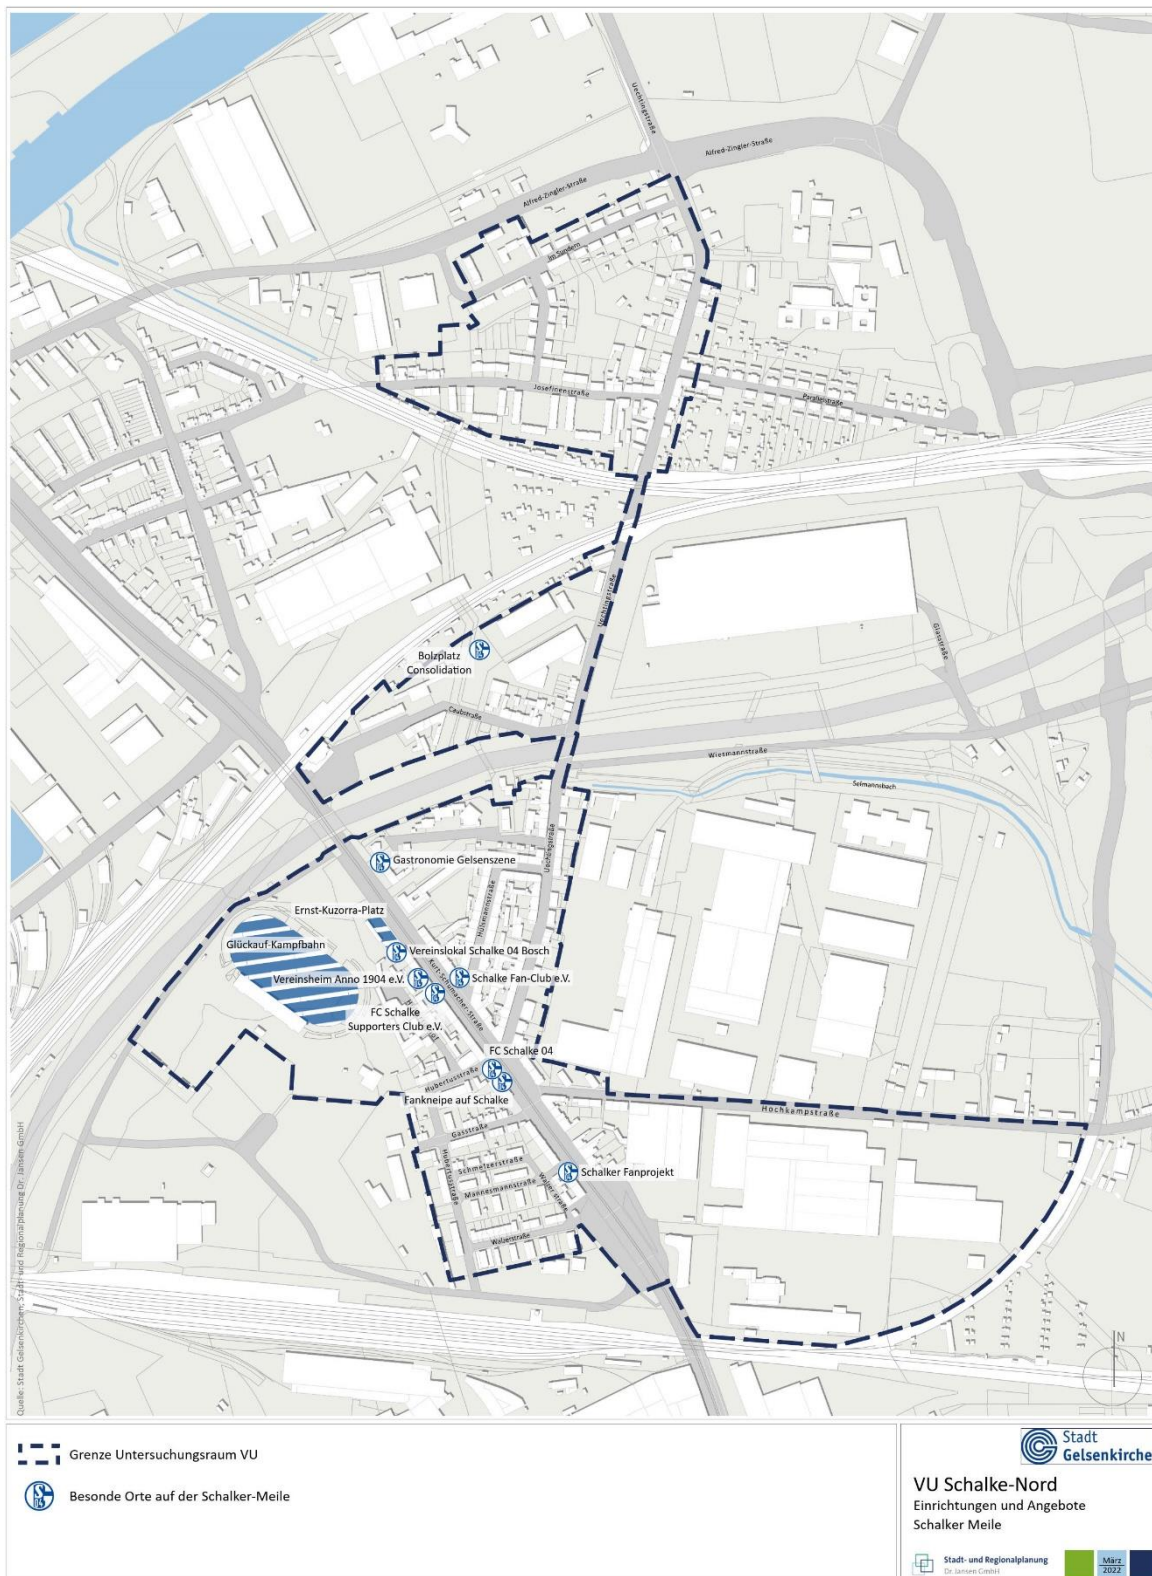 Uechtingstraße
Alfred-Zingler-Straße
Alfred-Zingler-Straße
Im Sundern
Josefinenstraße
Parallelstraße
Uechtingstraße
Glasstraße
Bolzplatz
Consolidation
Caubstraße
Wiesmannstraße
Selmannsbach
Uechtingstraße
Gastronomie Gelsenszene
Hülsmannstraße
Ernst-Kuzorra-Platz
Glückauf-Kampfbahn
Vereinslokal Schalke 04 Bosch
Kurt-Schumacher-Straße
Vereinsheim Anno 1904 e.V.
Schalke Fan-Club e.V.
FC Schalke
Supporters Club e.V.
FC Schalke 04
Hubertusstraße
Fankneipe auf Schalke
Hochkampstraße
Gasstraße
Hubertusstraße
Schmelzerstraße
Mannesmannstraße
Walzerstraße
Schalker Fanprojekt
Walzerstraße
Quelle: Stadt Gelsenkirchen, Stadt- und Regionalplanung Dr. Jansen GmbH
N
Grenze Untersuchungsraum VU
Besonde Orte auf der Schalker-Meile
Stadt
Gelsenkirche
VU Schalke-Nord
Einrichtungen und Angebote
Schalker Meile
Stadt- und Regionalplanung
Dr. Jansen GmbH
März
2022